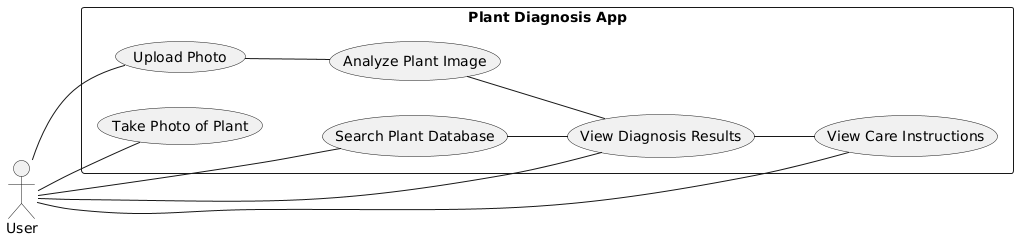 Plant Diagnosis App
Upload Photo
Analyze Plant Image
Take Photo of Plant
Search Plant Database
View Diagnosis Results
View Care Instructions
User